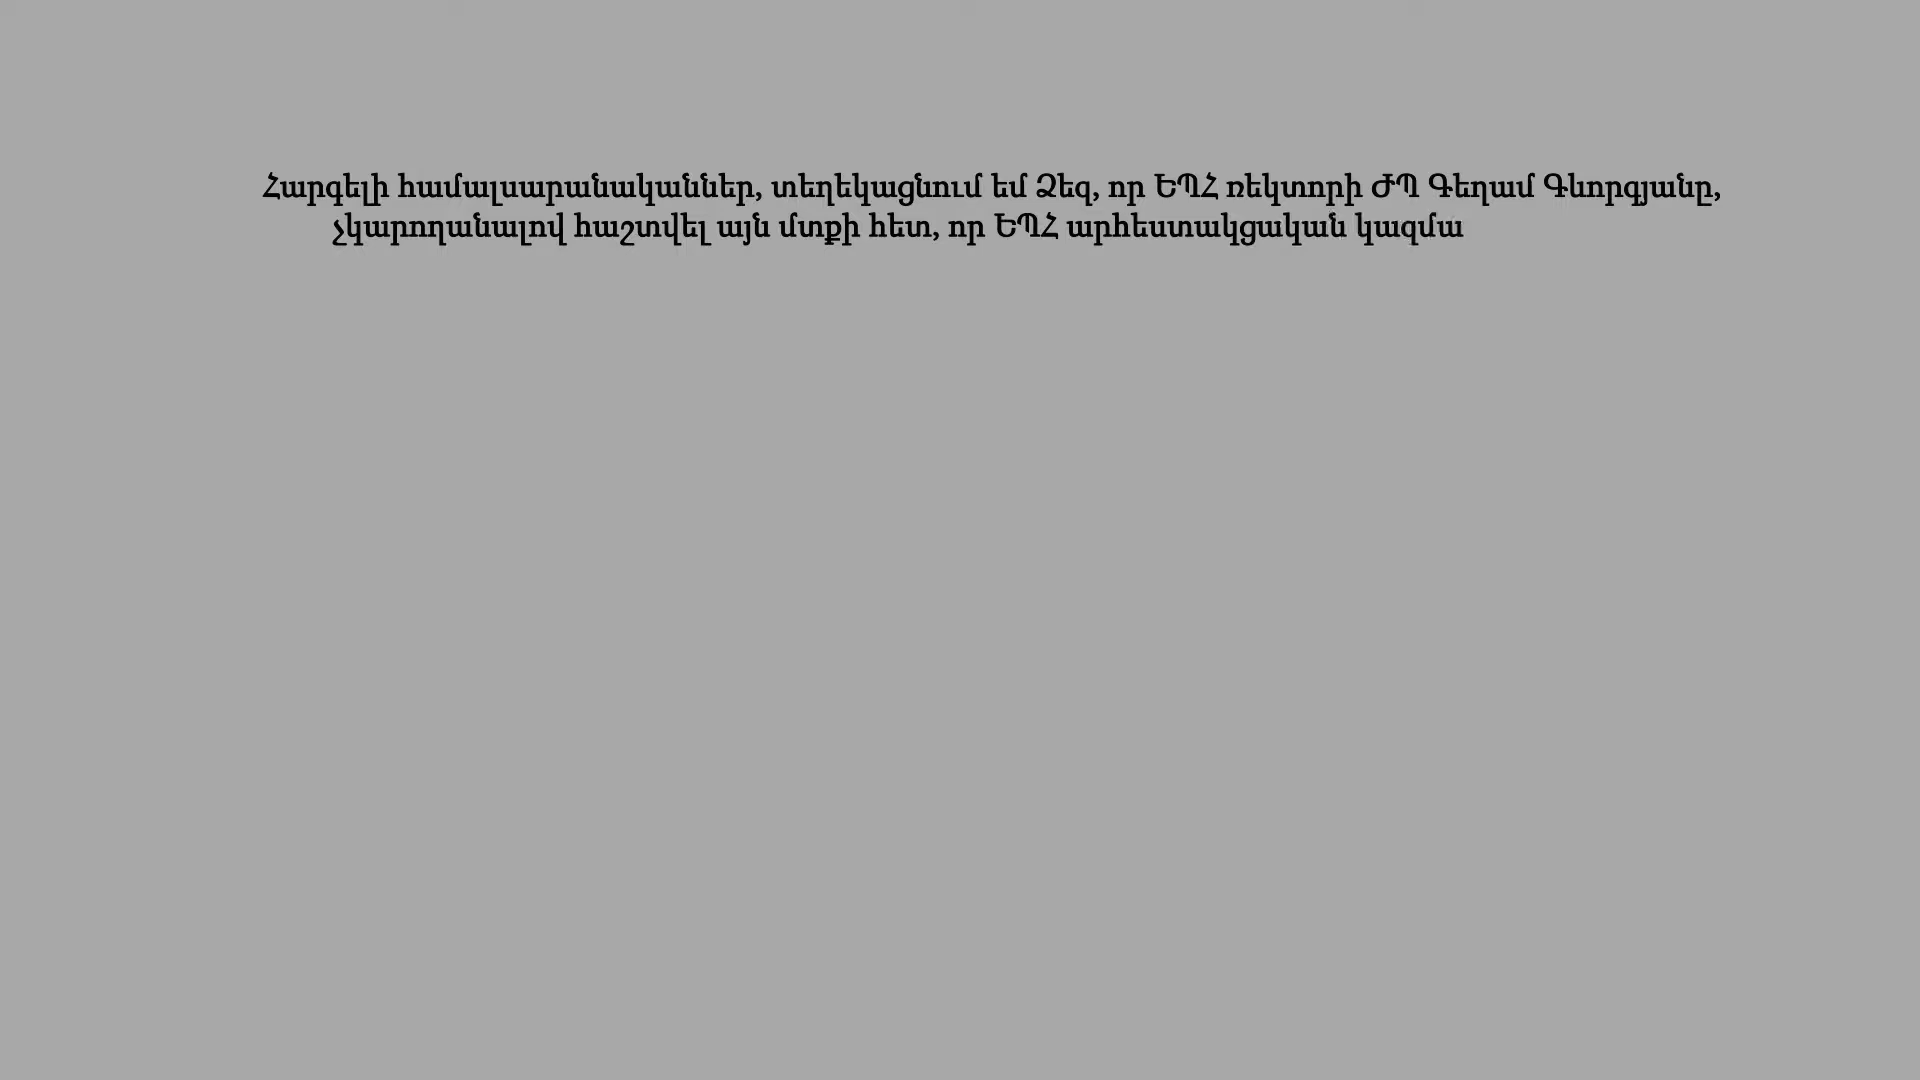 Հարգելի համալսարանականներ, տեղեկացնում եմ Ձեզ, որ ԵՊՀ ռեկտորի ԺՊ Գեղամ Գևորգյանը,
չկարողանալով հաշտվել այն մտքի հետ, որ ԵՊՀ արհեստակցական կազմա